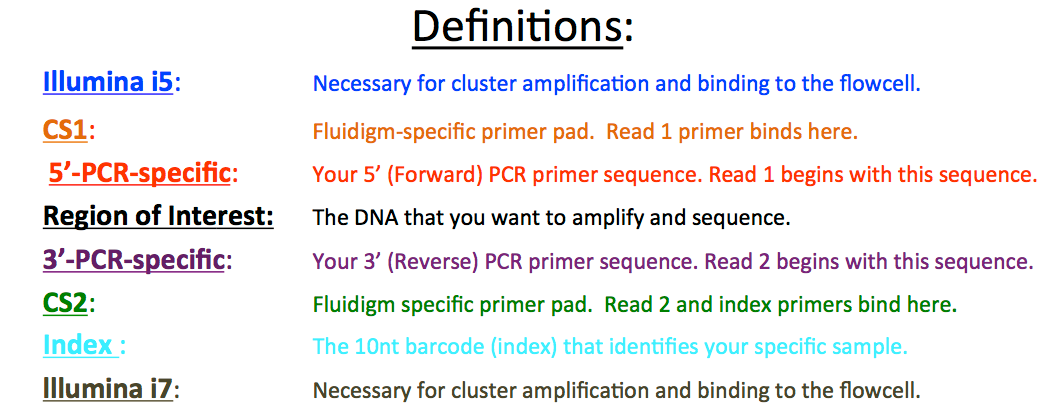 Definitions:
Illumina i5: Necessary for cluster amplification and binding to the flowcell.
CS1: Fluidigm-specific primer pad. Read 1 primer binds here.
5’-PCR-specific: Your 5’ (Forward) PCR primer sequence. Read 1 begins with this sequence.
Region of Interest: The DNA that you want to amplify and sequence.
3’-PCR-specific: Your 3’ (Reverse) PCR primer sequence. Read 2 begins with this sequence.
CS2: Fluidigm specific primer pad. Read 2 and index primers bind here.
Index : The 10nt barcode (index) that identifies your specific sample.
Illumina i7: Necessary for cluster amplification and binding to the flowcell.